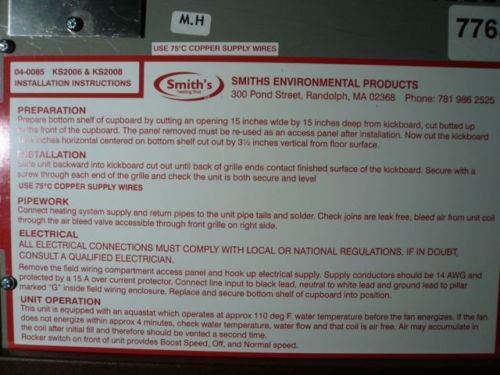 M.H
776
USE 75°C COPPER SUPPLY WIRES
04-0085 KS2006 & KS2008
INSTALLATION INSTRUCTIONS
Smith's
heating first
SMITHS ENVIRONMENTAL PRODUCTS
300 Pond Street, Randolph, MA 02368 Phone: 781 986 2525
PREPARATION
Prepare bottom shelf of cupboard by cutting an opening 15 inches wide by 15 inches deep from kickboard, cut butted up
to the front of the cupboard. The panel removed must be re-used as an access panel after installation. Now cut the kickboard
inches horizontal centered on bottom shelf cut out by 3½ inches vertical from floor surface.
INSTALLATION
Slide unit backward into kickboard cut out until back of grille ends contact finished surface of the kickboard. Secure with a
screw through each end of the grille and check the unit is both secure and level
USE 75°C COPPER SUPPLY WIRES
PIPEWORK
Connect heating system supply and return pipes to the unit pipe tails and solder. Check joins are leak free, bleed air from unit coil
through the air bleed valve accessible through front grille on right side.
ELECTRICAL
ALL ELECTRICAL CONNECTIONS MUST COMPLY WITH LOCAL OR NATIONAL REGULATIONS. IF IN DOUBT,
CONSULT A QUALIFIED ELECTRICIAN.
Remove the field wiring compartment access panel and hook up electrical supply. Supply conductors should be 14 AWG and
protected by a 15 A over current protector. Connect line input to black lead, neutral to white lead and ground lead to pillar
marked "G" inside field wiring enclosure. Replace and secure bottom shelf of cupboard into position.
UNIT OPERATION
This unit is equipped with an aquastat which operates at approx 110 deg F. water temperature before the fan energizes. If the fan
does not energize within approx 4 minutes, check water temperature, water flow and that coil is air free. Air may accumulate in
the coil after initial fill and therefore should be vented a second time.
Rocker switch on front of unit provides Boost Speed, Off, and Normal speed.